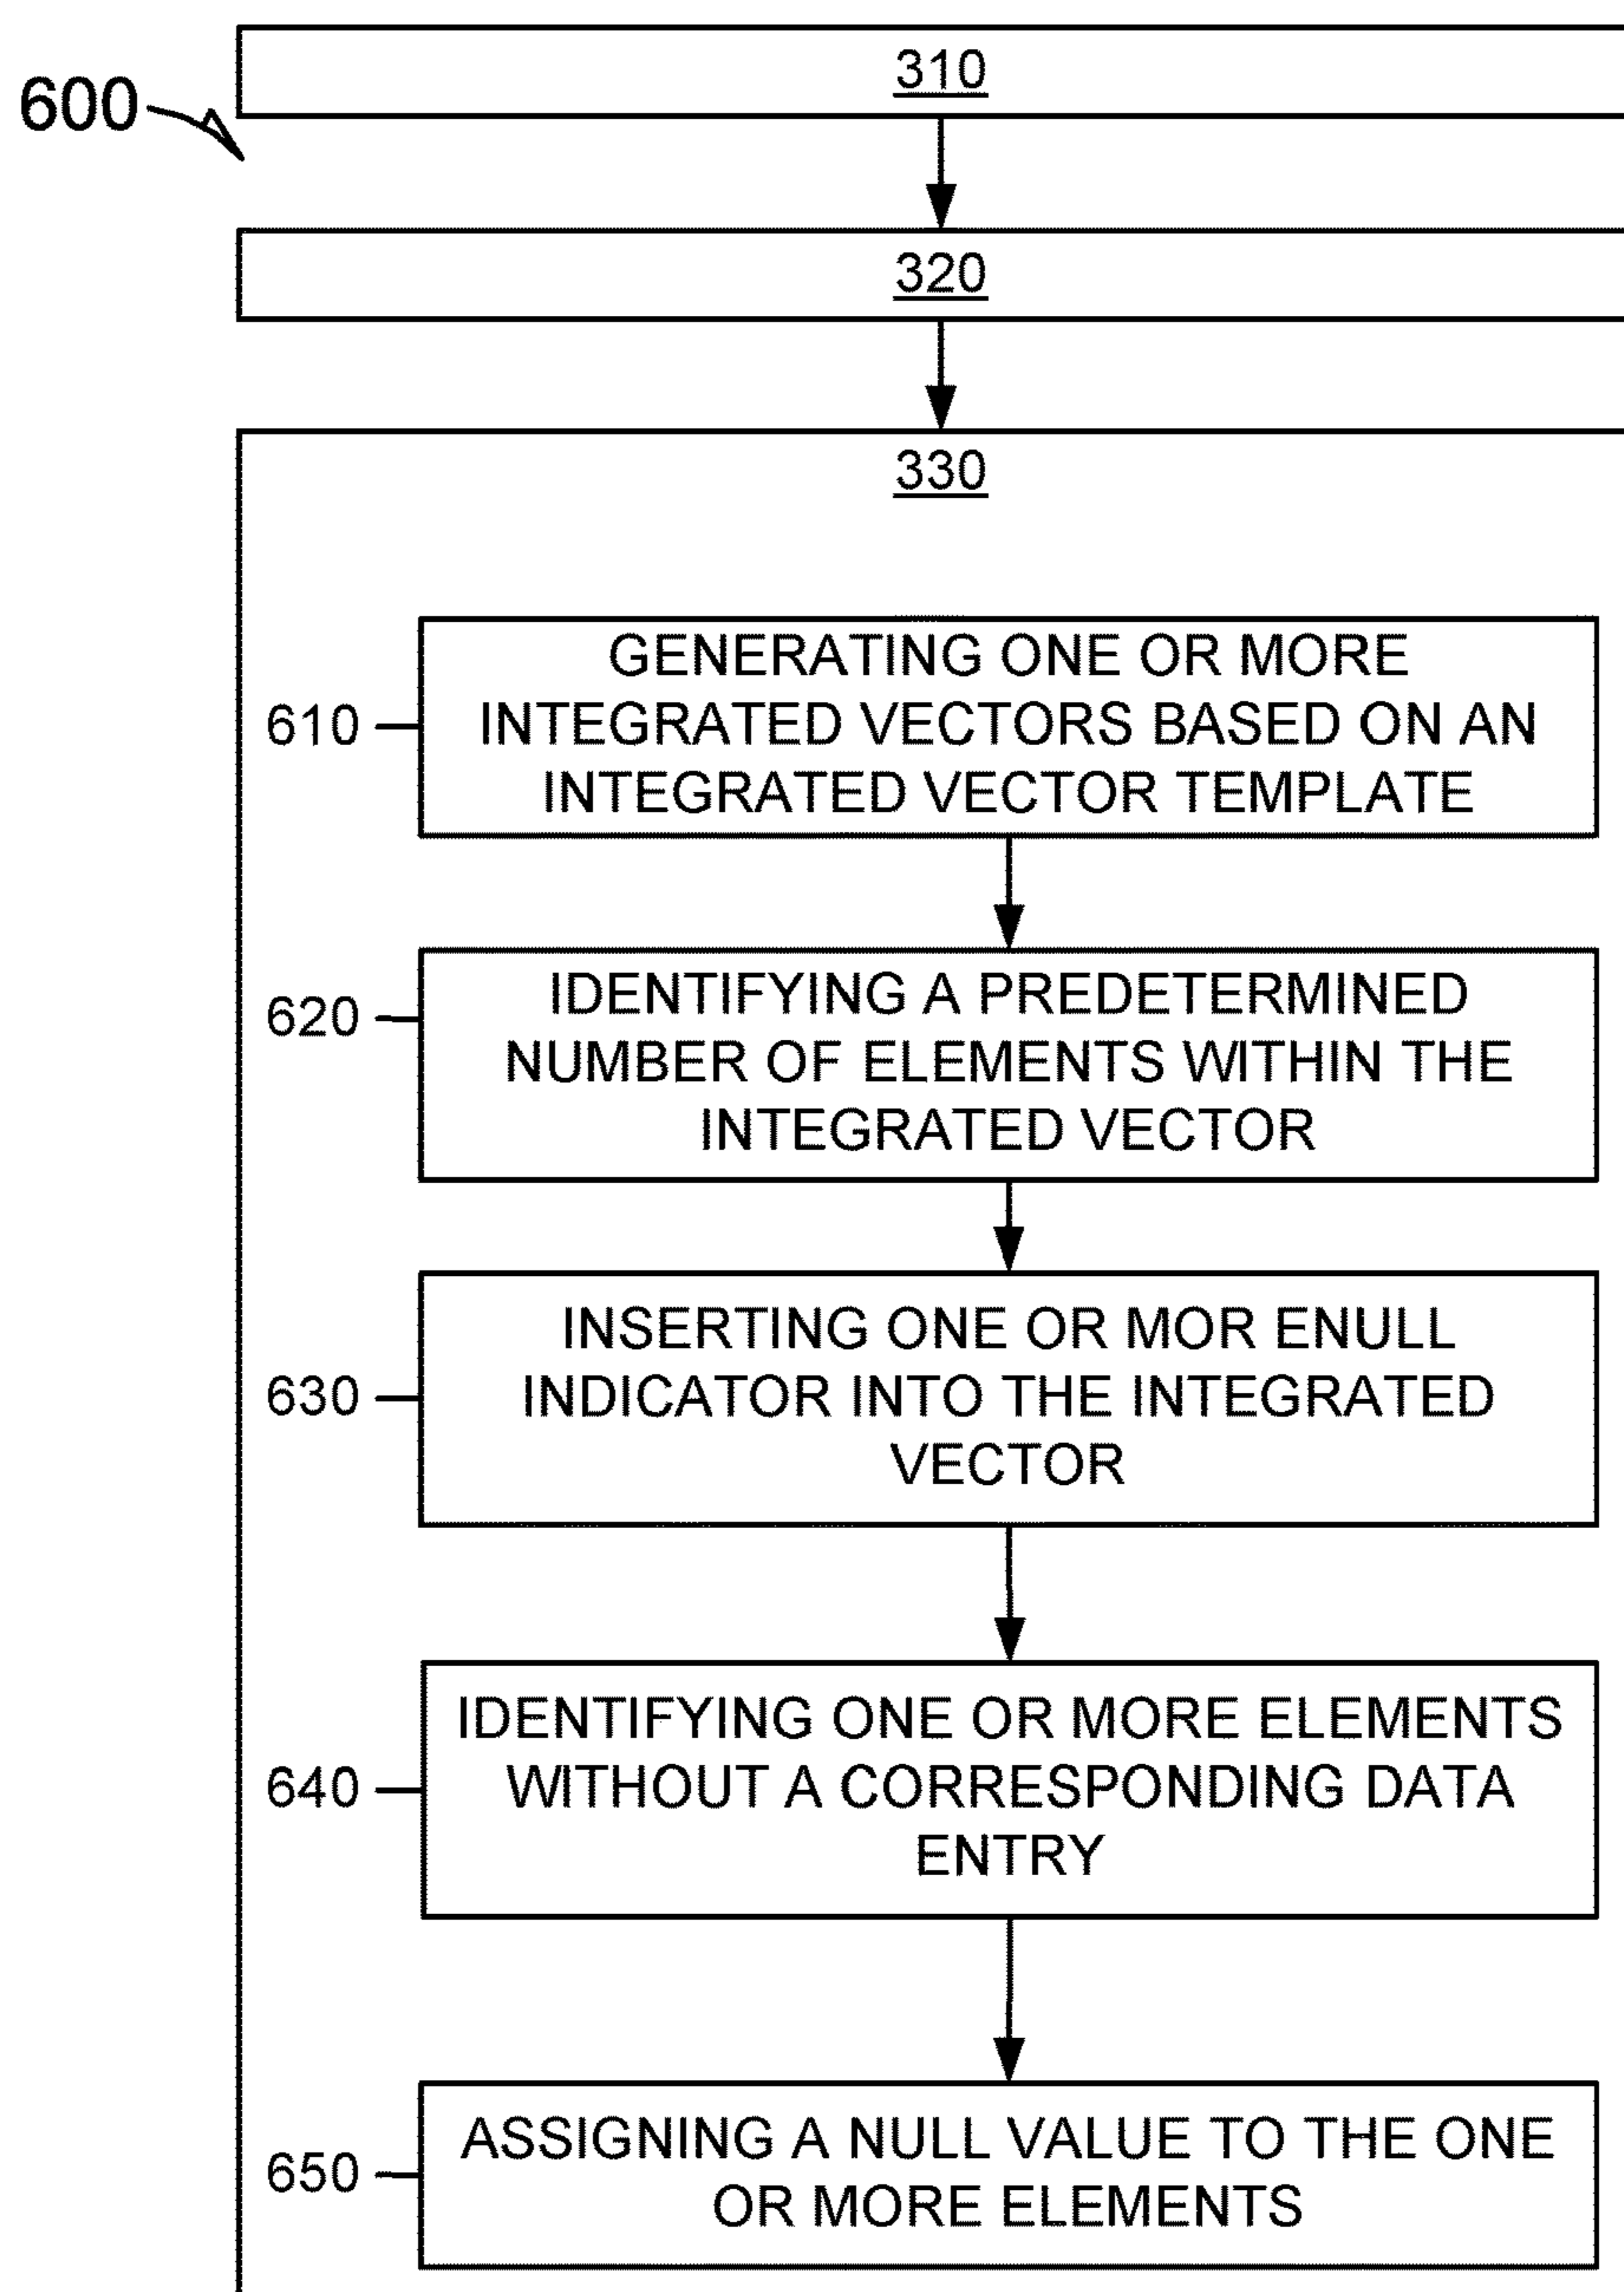 310
600
320
330
GENERATING ONE OR MORE
INTEGRATED VECTORS BASED ON AN
INTEGRATED VECTOR TEMPLATE
610
IDENTIFYING A PREDETERMINED
NUMBER OF ELEMENTS WITHIN THE
INTEGRATED VECTOR
620
INSERTING ONE OR MOR ENULL
INDICATOR INTO THE INTEGRATED
VECTOR
630
IDENTIFYING ONE OR MORE ELEMENTS
WITHOUT A CORRESPONDING DATA
ENTRY
640
ASSIGNING A NULL VALUE TO THE ONE
OR MORE ELEMENTS
650